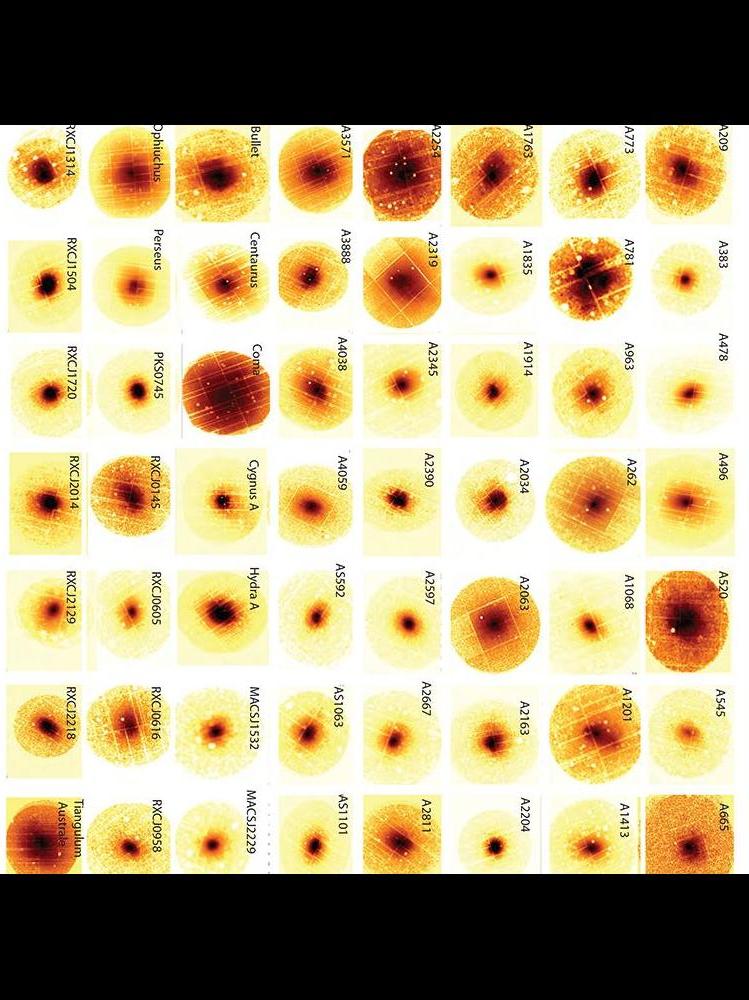 A209
A383
A478
A496
A520
A545
A665
A773
A781
A963
A262
A1068
A1201
A1413
A1763
A1835
A1914
A2034
A2063
A2163
A2204
A2254
A2319
A2345
A2390
A2597
A2667
A2811
A3571
A3888
A4038
A4059
AS592
AS1063
AS1101
Bullet
Centaurus
Coma
Cygnus A
Hydra A
MACSJ1532
MACSJ2229
Ophiuchus
Perseus
PKS0745
RXCJ0145
RXCJ0605
RXCJ0616
RXCJ0958
RXCJ1314
RXCJ1504
RXCJ1720
RXCJ2014
RXCJ2129
RXCJ2218
Tiangulum
Australe